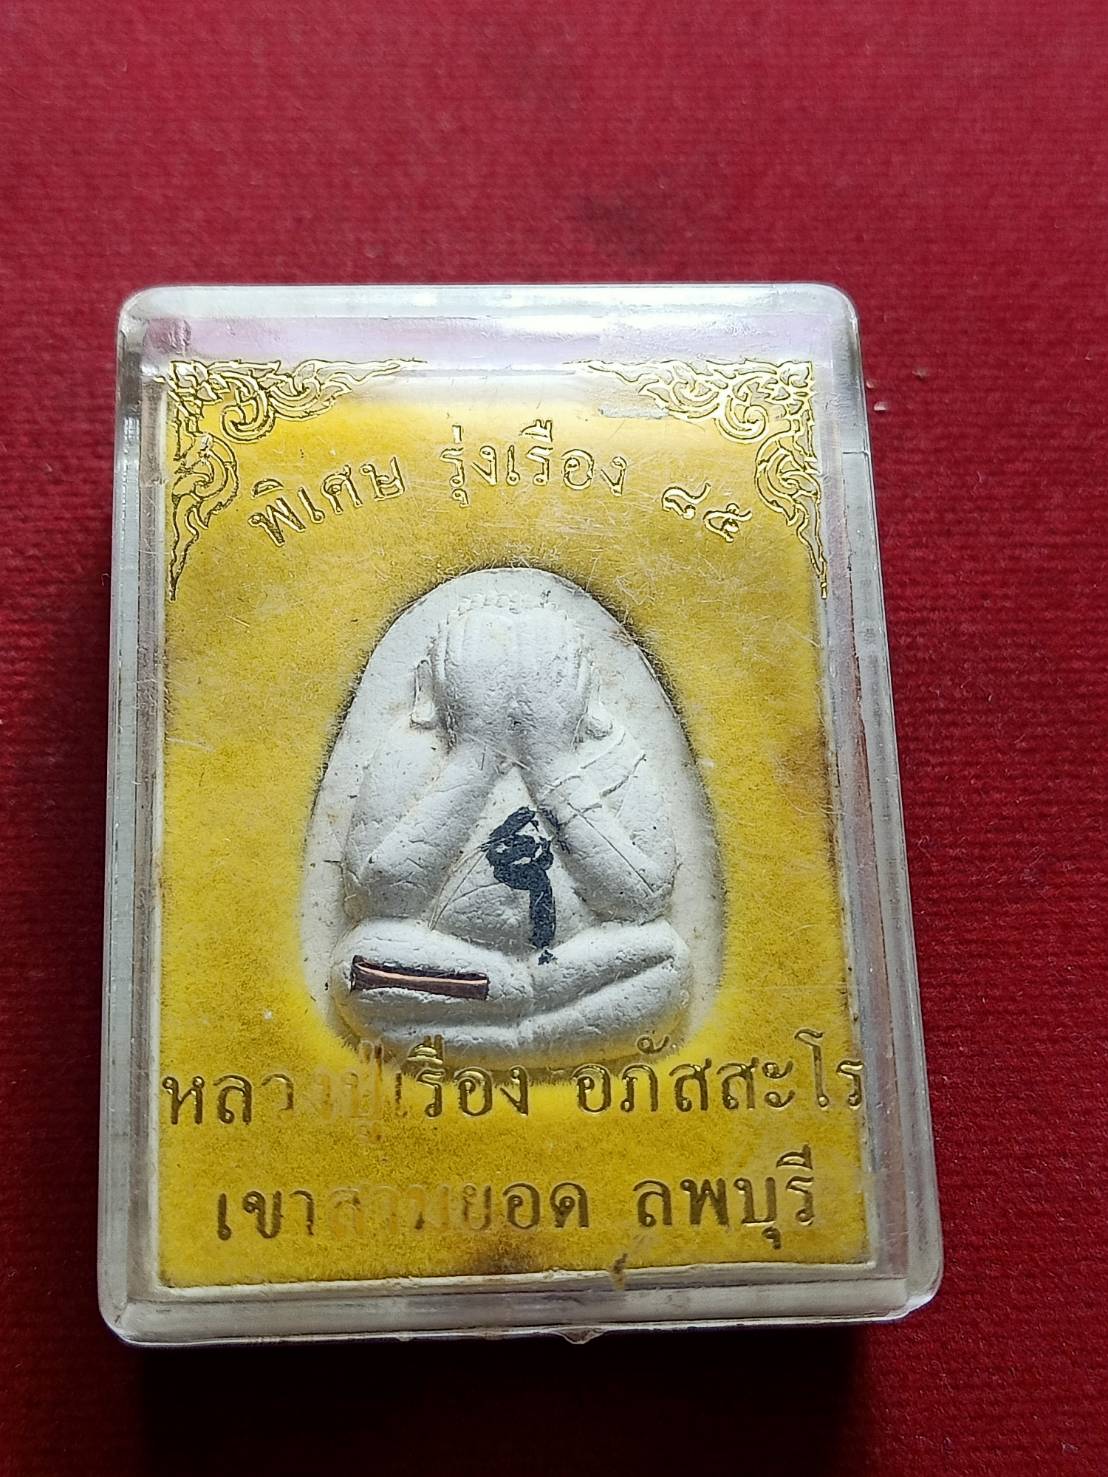 พิเศษ รุ่งเรือง ๘๕
หลวงปู่เรือง อภัสสะโร
เขาสามยอด ลพบุรี